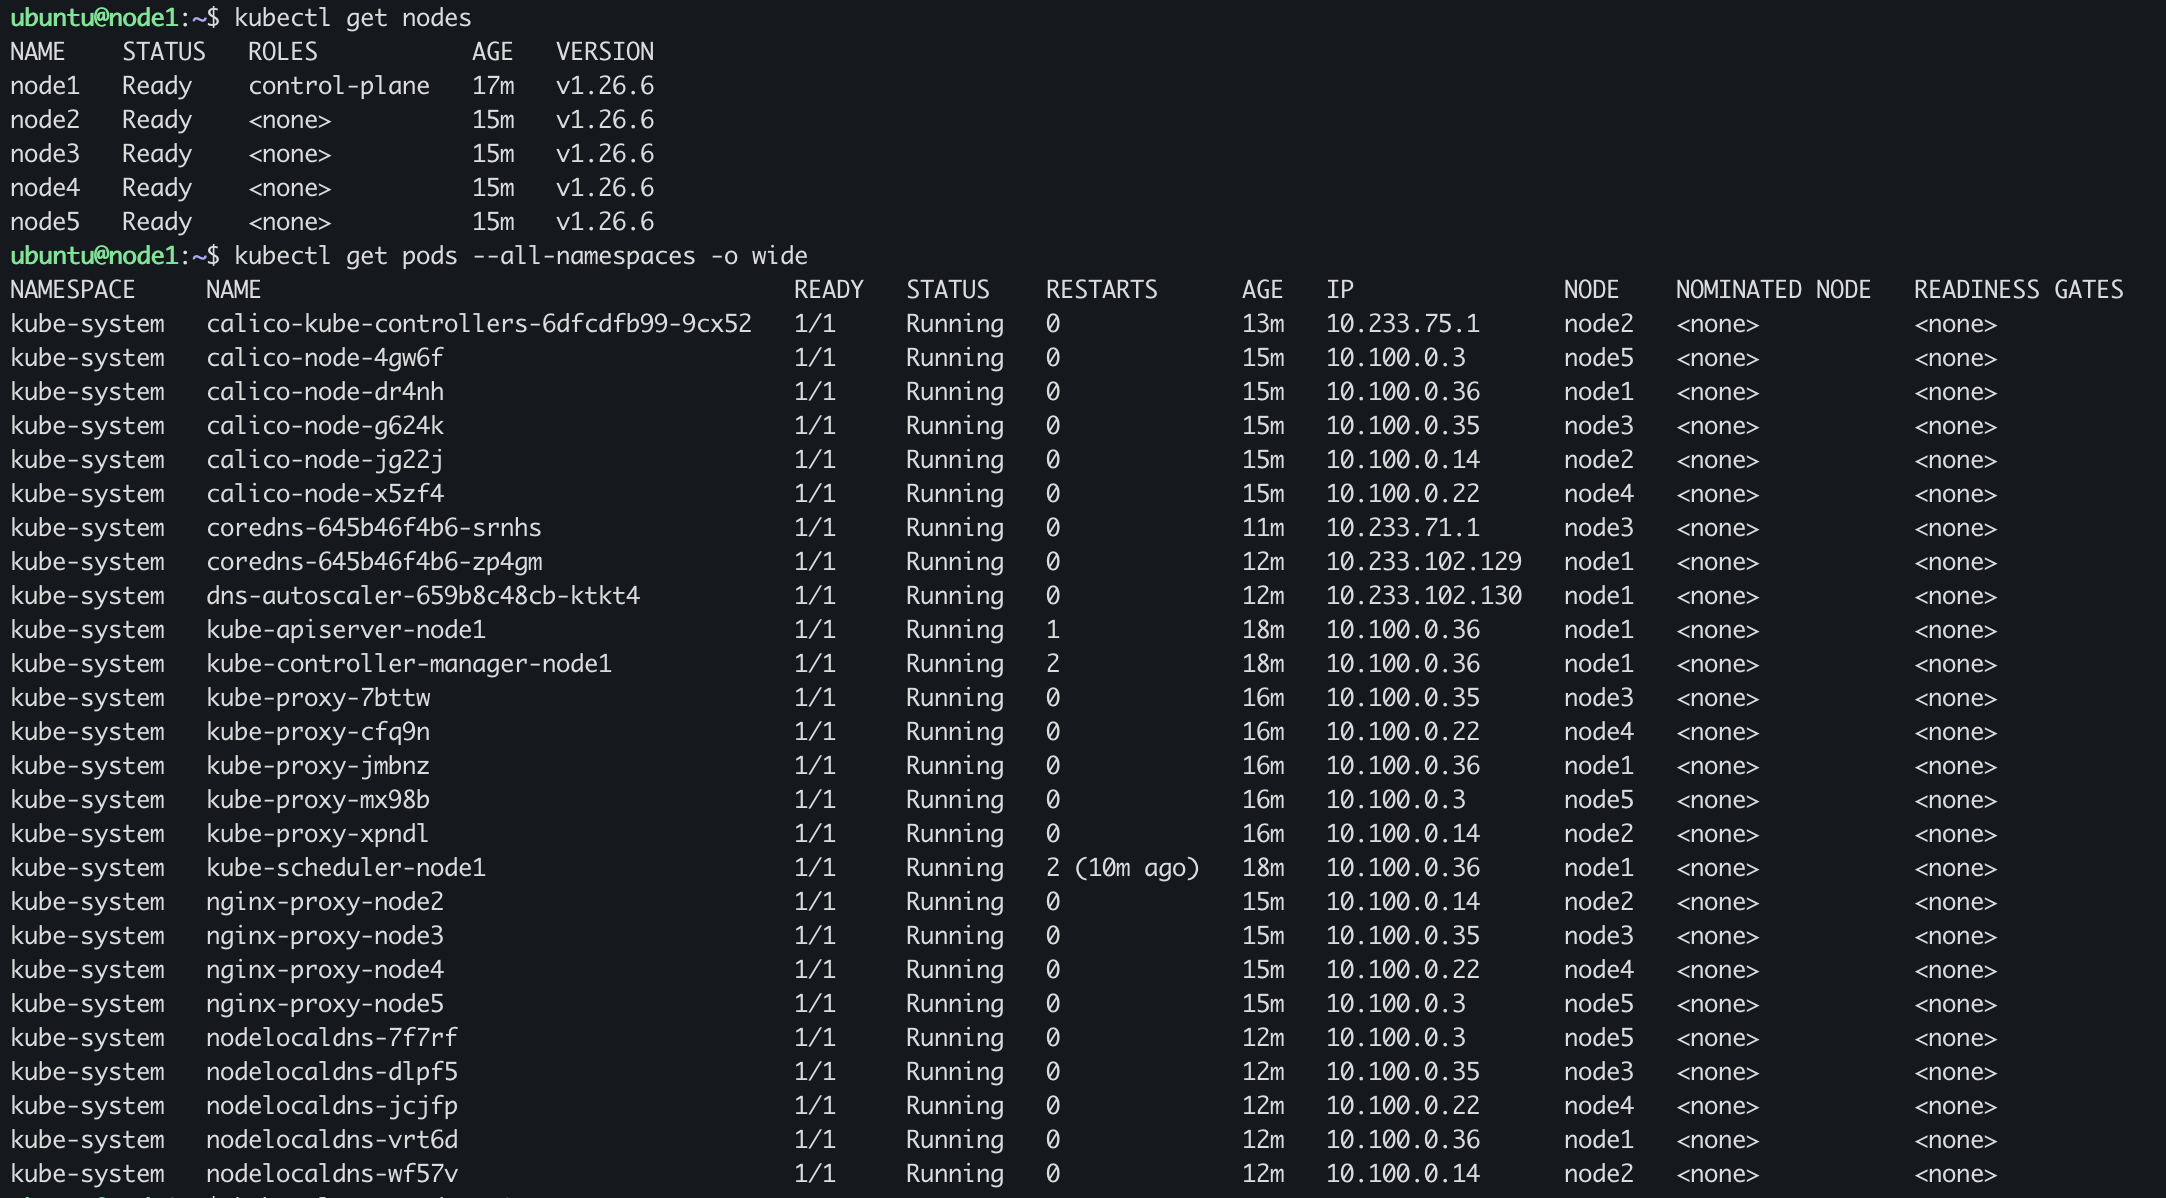 ubuntu@node1:~$ kubectl get nodes
NAME    STATUS   ROLES           AGE   VERSION
node1   Ready    control-plane   17m   v1.26.6
node2   Ready    <none>          15m   v1.26.6
node3   Ready    <none>          15m   v1.26.6
node4   Ready    <none>          15m   v1.26.6
node5   Ready    <none>          15m   v1.26.6
ubuntu@node1:~$ kubectl get pods --all-namespaces -o wide
NAMESPACE     NAME                                      READY   STATUS    RESTARTS      AGE   IP               NODE    NOMINATED NODE   READINESS GATES
kube-system   calico-kube-controllers-6dfcdfb99-9cx52   1/1     Running   0             13m   10.233.75.1      node2   <none>           <none>
kube-system   calico-node-4gw6f                         1/1     Running   0             15m   10.100.0.3       node5   <none>           <none>
kube-system   calico-node-dr4nh                         1/1     Running   0             15m   10.100.0.36      node1   <none>           <none>
kube-system   calico-node-g624k                         1/1     Running   0             15m   10.100.0.35      node3   <none>           <none>
kube-system   calico-node-jg22j                         1/1     Running   0             15m   10.100.0.14      node2   <none>           <none>
kube-system   calico-node-x5zf4                         1/1     Running   0             15m   10.100.0.22      node4   <none>           <none>
kube-system   coredns-645b46f4b6-srnhs                  1/1     Running   0             11m   10.233.71.1      node3   <none>           <none>
kube-system   coredns-645b46f4b6-zp4gm                  1/1     Running   0             12m   10.233.102.129   node1   <none>           <none>
kube-system   dns-autoscaler-659b8c48cb-ktkt4           1/1     Running   0             12m   10.233.102.130   node1   <none>           <none>
kube-system   kube-apiserver-node1                      1/1     Running   1             18m   10.100.0.36      node1   <none>           <none>
kube-system   kube-controller-manager-node1             1/1     Running   2             18m   10.100.0.36      node1   <none>           <none>
kube-system   kube-proxy-7bttw                          1/1     Running   0             16m   10.100.0.35      node3   <none>           <none>
kube-system   kube-proxy-cfq9n                          1/1     Running   0             16m   10.100.0.22      node4   <none>           <none>
kube-system   kube-proxy-jmbnz                          1/1     Running   0             16m   10.100.0.36      node1   <none>           <none>
kube-system   kube-proxy-mx98b                          1/1     Running   0             16m   10.100.0.3       node5   <none>           <none>
kube-system   kube-proxy-xpndl                          1/1     Running   0             16m   10.100.0.14      node2   <none>           <none>
kube-system   kube-scheduler-node1                      1/1     Running   2 (10m ago)   18m   10.100.0.36      node1   <none>           <none>
kube-system   nginx-proxy-node2                         1/1     Running   0             15m   10.100.0.14      node2   <none>           <none>
kube-system   nginx-proxy-node3                         1/1     Running   0             15m   10.100.0.35      node3   <none>           <none>
kube-system   nginx-proxy-node4                         1/1     Running   0             15m   10.100.0.22      node4   <none>           <none>
kube-system   nginx-proxy-node5                         1/1     Running   0             15m   10.100.0.3       node5   <none>           <none>
kube-system   nodelocaldns-7f7rf                        1/1     Running   0             12m   10.100.0.3       node5   <none>           <none>
kube-system   nodelocaldns-dlpf5                        1/1     Running   0             12m   10.100.0.35      node3   <none>           <none>
kube-system   nodelocaldns-jcjfp                        1/1     Running   0             12m   10.100.0.22      node4   <none>           <none>
kube-system   nodelocaldns-vrt6d                        1/1     Running   0             12m   10.100.0.36      node1   <none>           <none>
kube-system   nodelocaldns-wf57v                        1/1     Running   0             12m   10.100.0.14      node2   <none>           <none>